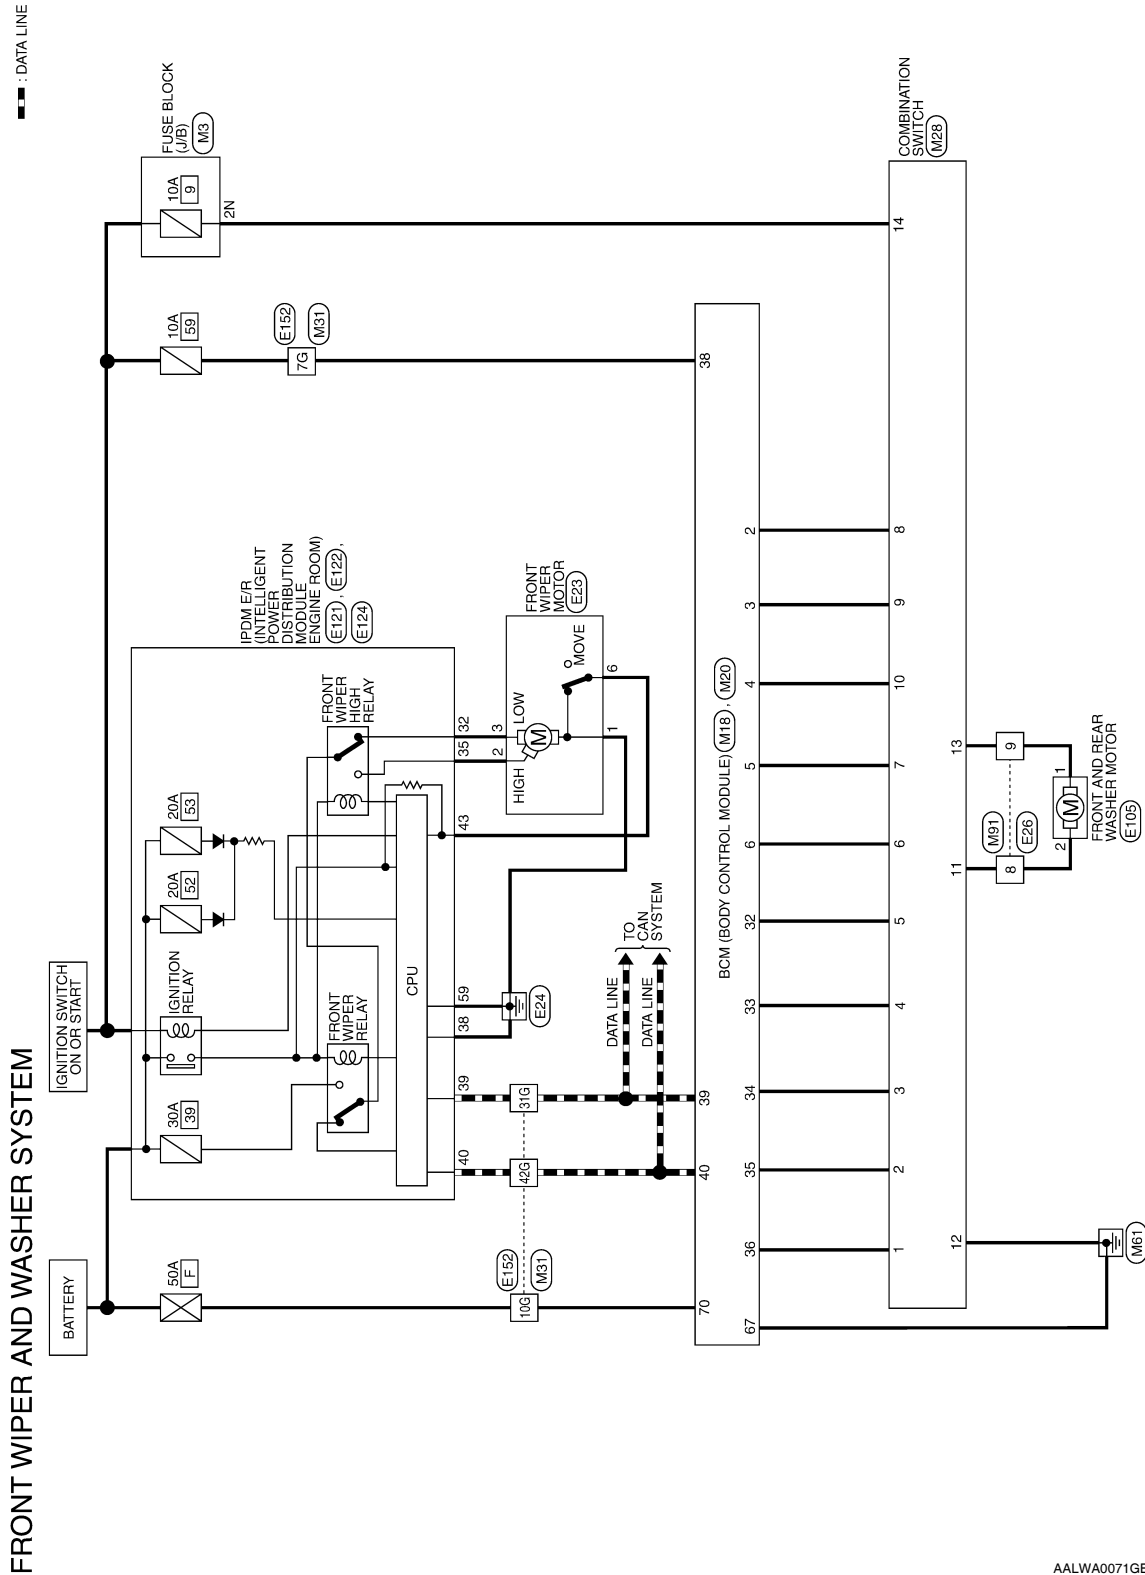 FRONT WIPER AND WASHER SYSTEM
: DATA LINE
BATTERY
IGNITION SWITCH
ON OR START
50A
F
30A
39
IGNITION
RELAY
20A
52
20A
53
10A
59
10A
9
FUSE BLOCK
(J/B)
M3
2N
IPDM E/R
(INTELLIGENT
POWER
DISTRIBUTION
MODULE
ENGINE ROOM)
E121 , E122 ,
E124
FRONT
WIPER
RELAY
FRONT
WIPER
HIGH
RELAY
CPU
40
39
38
59
43
35
32
E152
M31
7G
E152
M31
10G
42G
31G
E24
FRONT
WIPER
MOTOR
E23
HIGH
LOW
MOVE
M
2
3
1
6
DATA LINE
DATA LINE
TO
CAN
SYSTEM
70
40
39
38
BCM (BODY CONTROL MODULE) M18 , M20
67
36
35
34
33
32
6
5
4
3
2
COMBINATION
SWITCH
M28
1
2
3
4
5
6
7
10
9
8
14
12
11
13
M61
8
9
M91
E26
2
1
M
FRONT AND REAR
WASHER MOTOR
E105
AALWA0071GE